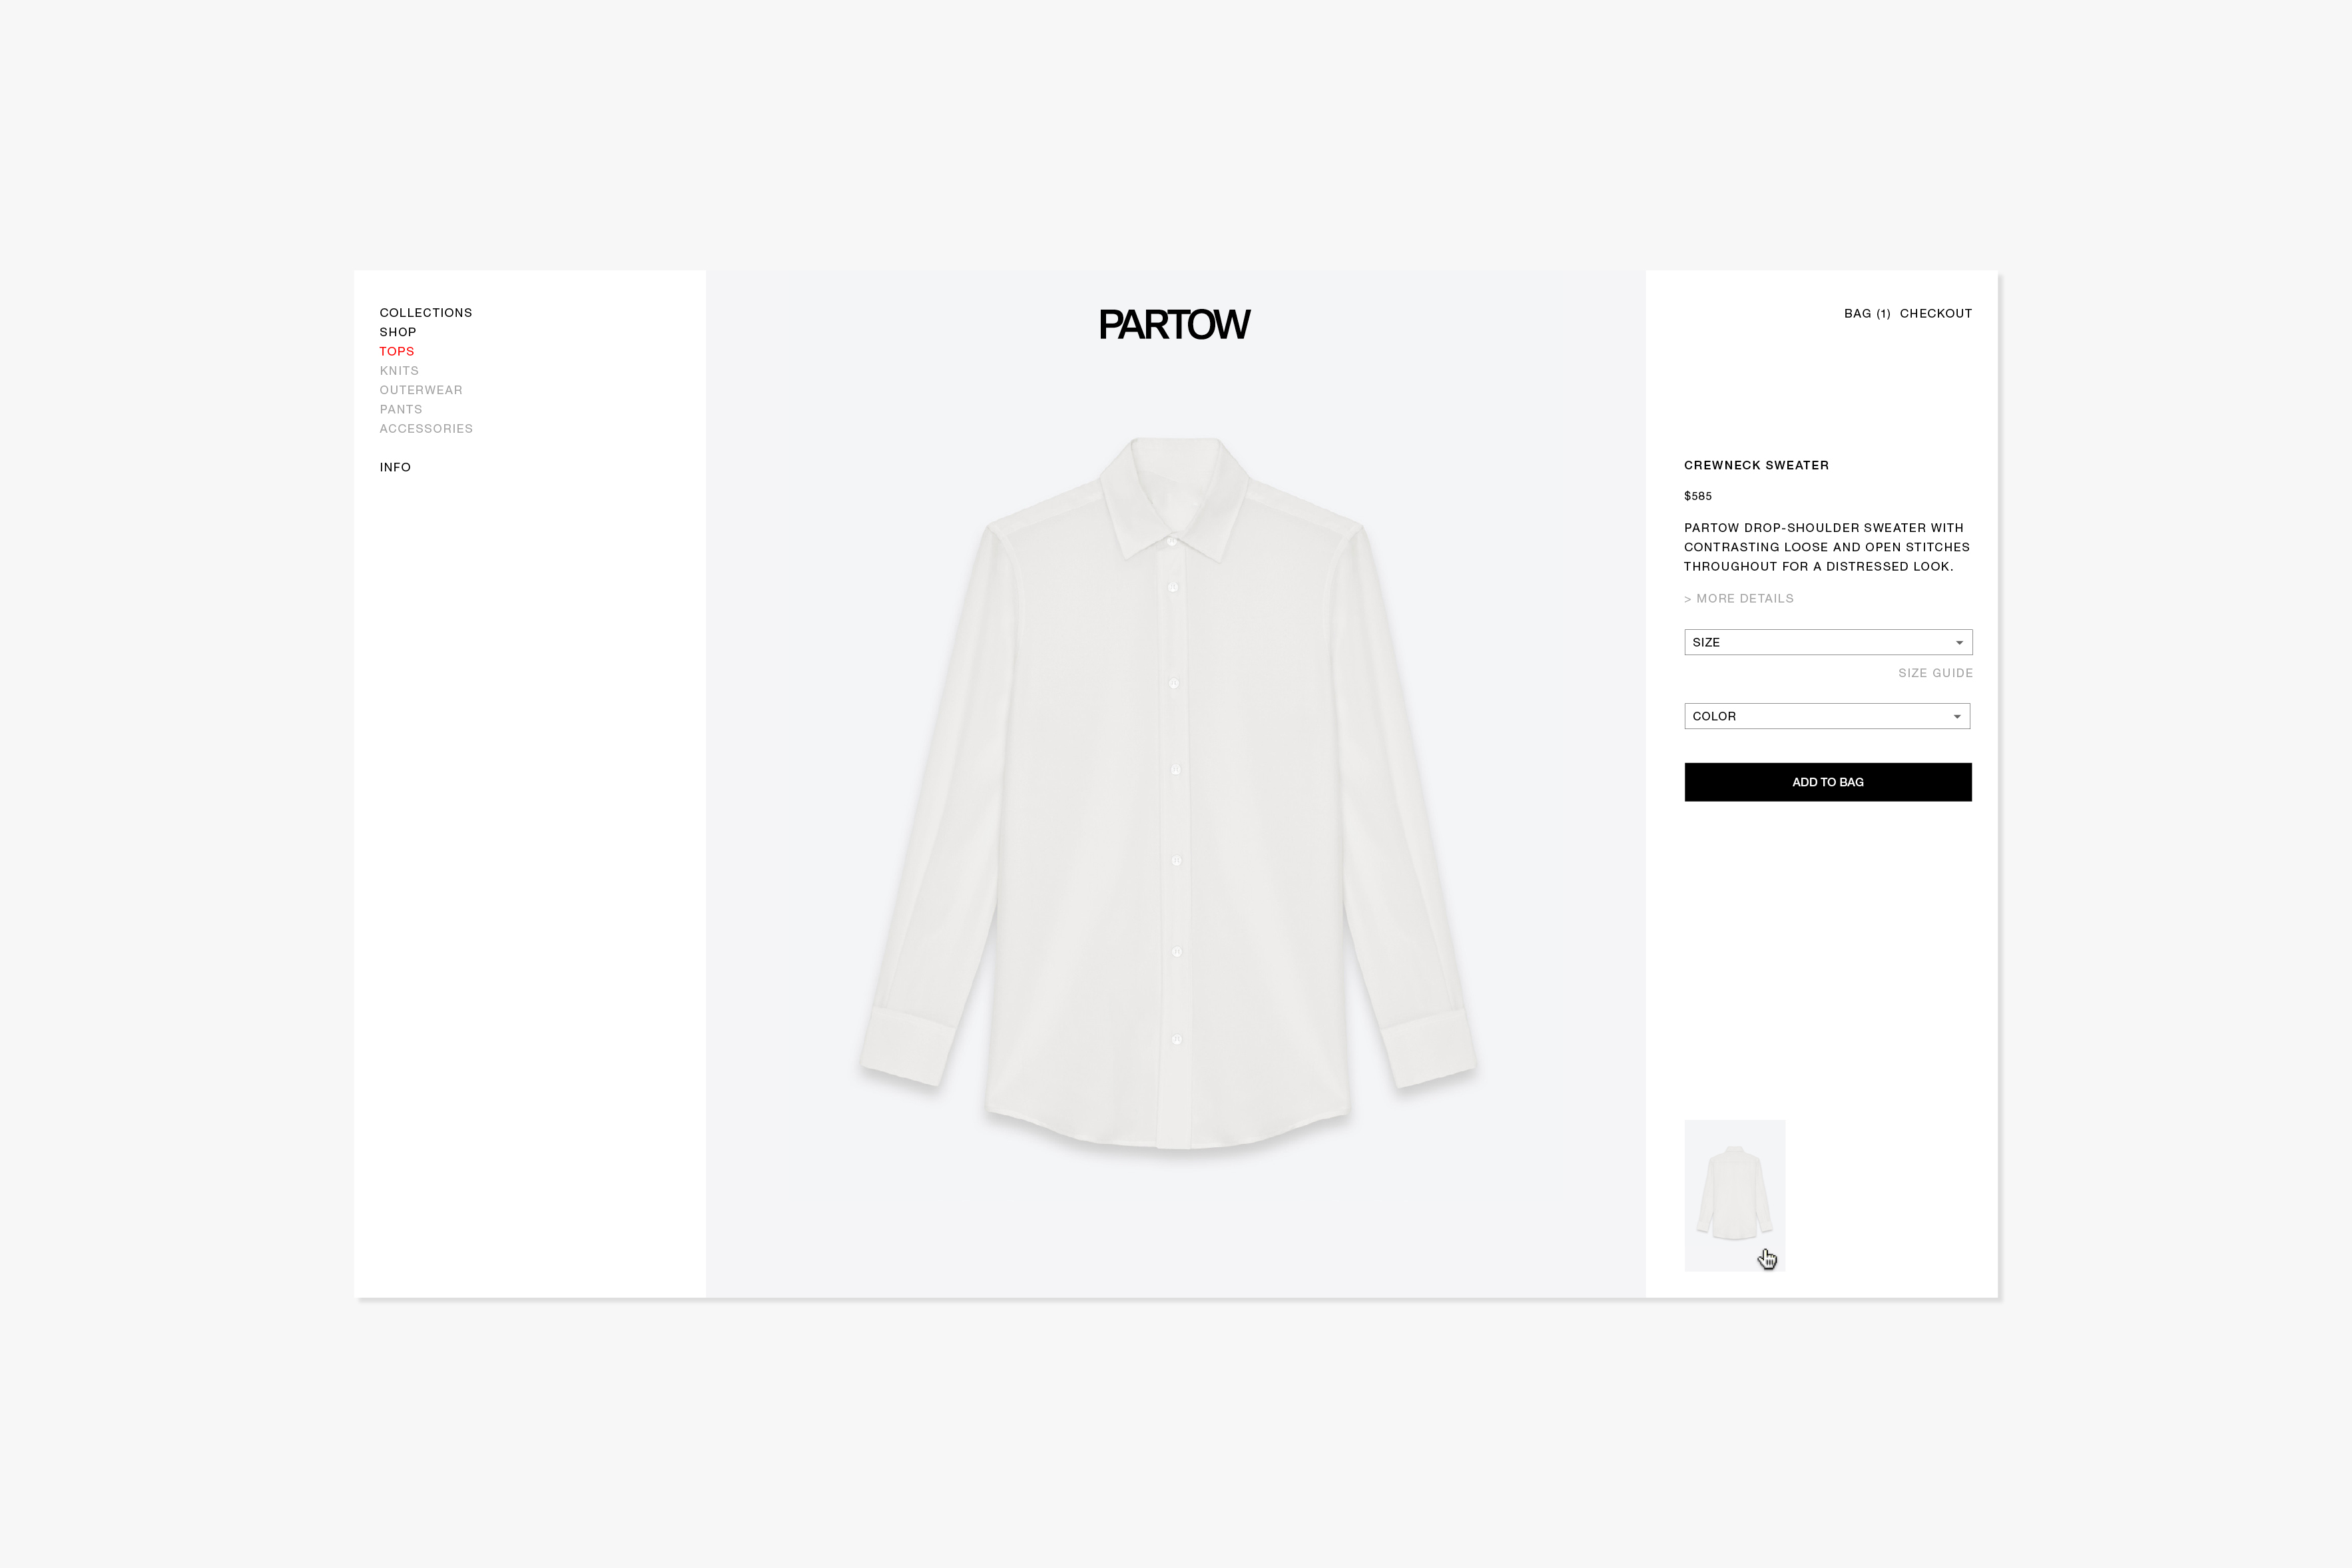 COLLECTIONS
SHOP
TOPS
KNITS
OUTERWEAR
PANTS
ACCESSORIES
INFO
PARTOW
BAG (1) CHECKOUT
CREWNECK SWEATER
$585
PARTOW DROP-SHOULDER SWEATER WITH
CONTRASTING LOOSE AND OPEN STITCHES
THROUGHOUT FOR A DISTRESSED LOOK.
> MORE DETAILS
SIZE
SIZE GUIDE
COLOR
ADD TO BAG